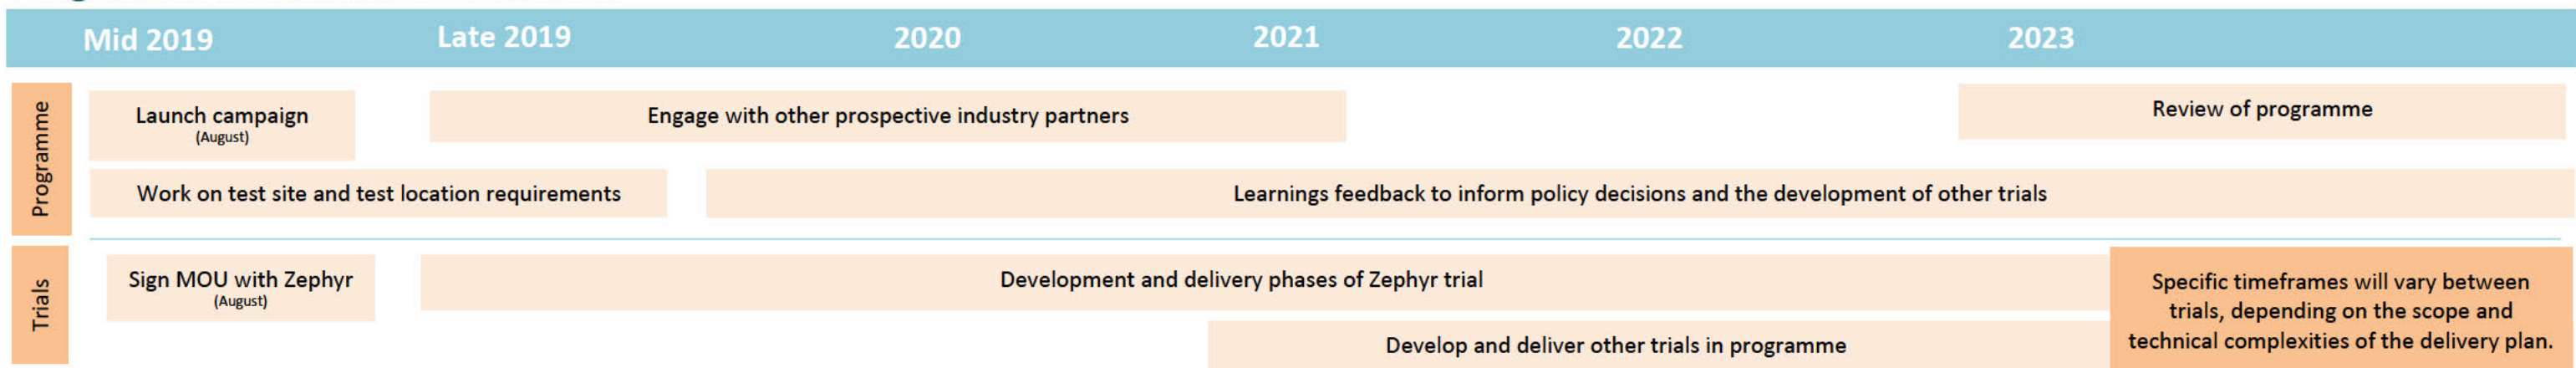 Mid 2019 Late 2019 2020 2021 2022 2023
Programme
Launch campaign
(August)
Engage with other prospective industry partners
Review of programme
Work on test site and test location requirements
Learnings feedback to inform policy decisions and the development of other trials
Trials
Sign MOU with Zephyr
(August)
Development and delivery phases of Zephyr trial
Develop and deliver other trials in programme
Specific timeframes will vary between
trials, depending on the scope and
technical complexities of the delivery plan.